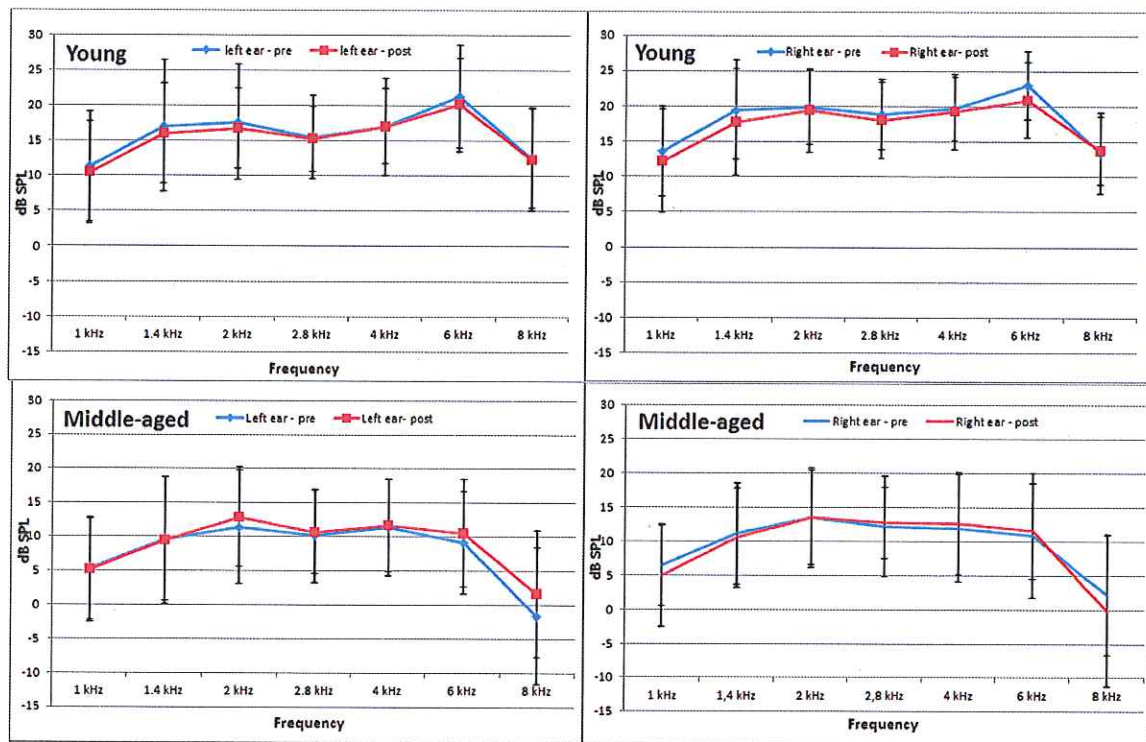 Young
left ear - pre left ear - post
30
25
20
15
10
5
0
-5
-10
-15
dB SPL
1 kHz 1.4 kHz 2 kHz 2.8 kHz 4 kHz 6 kHz 8 kHz
Frequency
Young
Right ear - pre Right ear- post
30
25
20
15
10
5
0
-5
-10
-15
dB SPL
1 kHz 1.4 kHz 2 kHz 2.8 kHz 4 kHz 6 kHz 8 kHz
Frequency
Middle-aged
Left ear - pre Left ear- post
30
25
20
15
10
5
0
-5
-10
-15
dB SPL
1 kHz 1.4 kHz 2 kHz 2.8 kHz 4 kHz 6 kHz 8 kHz
Frequency
Middle-aged
Right ear - pre Right ear - post
30
25
20
15
10
5
0
-5
-10
-15
dB SPL
1 kHz 1,4 kHz 2 kHz 2,8 kHz 4 kHz 6 kHz 8 kHz
Frequency